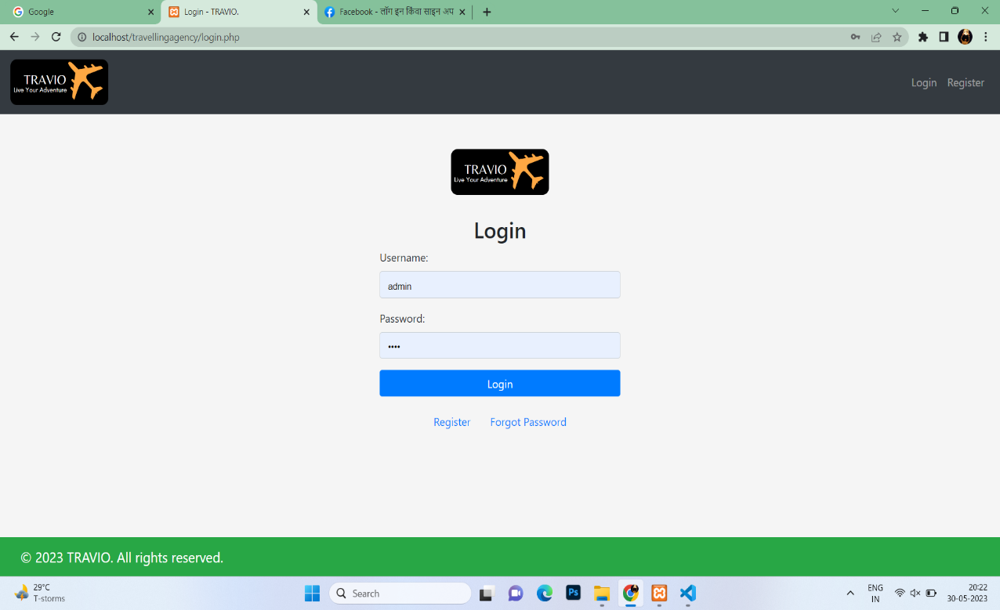 Google
Login - TRAVIO.
Facebook - लॉग इन किंवा साइन अप
localhost/travellingagency/login.php
TRAVIO
Live Your Adventure
Login Register
TRAVIO
Live Your Adventure
Login
Username:
admin
Password:
••••
Login
Register Forgot Password
© 2023 TRAVIO. All rights reserved.
29°C
T-storms
Search
Ps
ENG
IN
20:22
30-05-2023